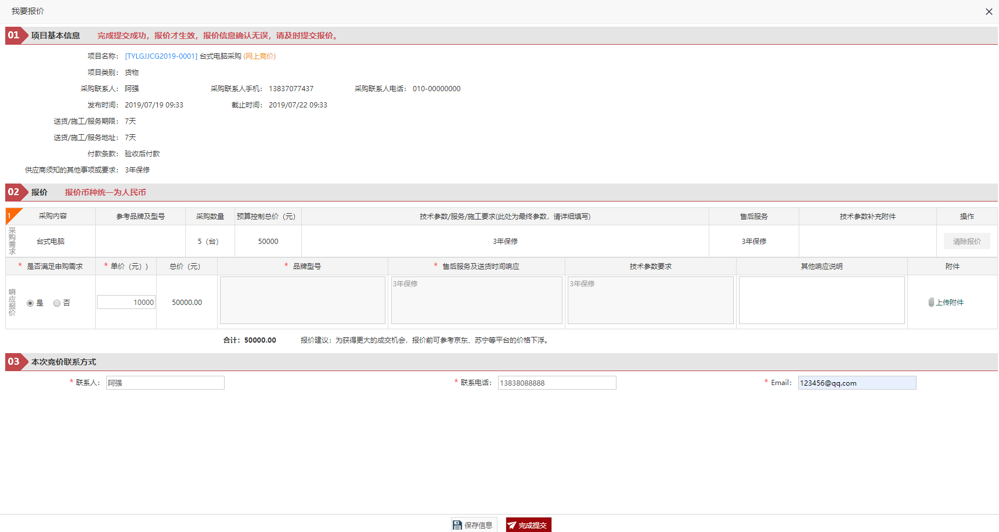 我要报价
01 项目基本信息 完成提交成功，报价才生效，报价信息确认无误，请及时提交报价。
项目名称： [TYLGJJCG2019-0001] 台式电脑采购 (网上竞价)
项目类别： 货物
采购联系人： 阿强 采购联系人手机： 13837077437 采购联系人电话： 010-00000000
发布时间： 2019/07/19 09:33 截止时间： 2019/07/22 09:33
送货/施工/服务期限： 7天
送货/施工/服务地址： 7天
付款条款： 验收后付款
供应商须知的其他事项或要求： 3年保修
02 报价 报价币种统一为人民币
1 采购内容 参考品牌及型号 采购数量 预算控制总价（元） 技术参数/服务/施工要求(此处为最终参数，请详细填写) 售后服务 技术参数补充附件 操作
采购需求 台式电脑 5（台） 50000 3年保修 3年保修 清除报价
* 是否满足申购需求 * 单价（元）） 总价（元） * 品牌型号 * 售后服务及送货时间响应 技术参数要求 其他响应说明 附件
响应报价 是 否 10000 50000.00 3年保修 3年保修 上传附件
合计：50000.00 报价建议：为获得更大的成交机会，报价前可参考京东、苏宁等平台的价格下浮。
03 本次竞价联系方式
* 联系人： 阿强 * 联系电话： 13838088888 * Email： 123456@qq.com
保存信息 完成提交